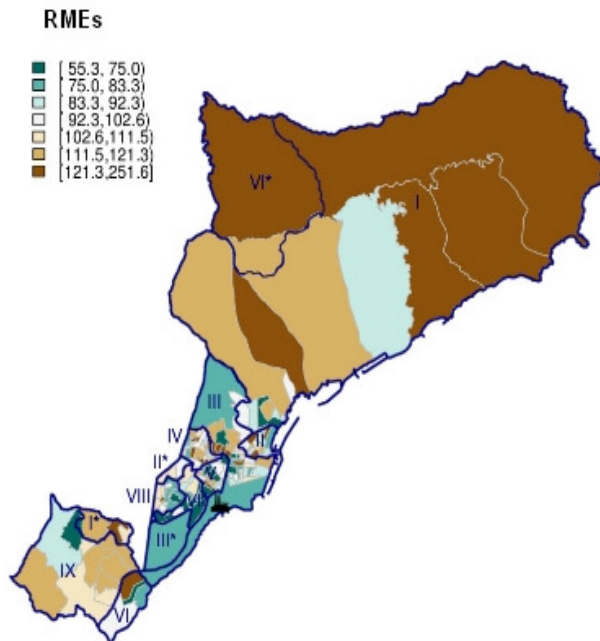 RMEs
[ 55.3, 75.0)
[ 75.0, 83.3)
[ 83.3, 92.3)
[ 92.3,102.6)
[102.6,111.5)
[111.5,121.3)
[121.3,251.6]
VI*
I
III
IV
II
II*
V
VIII
VI
III*
I*
IX
VI